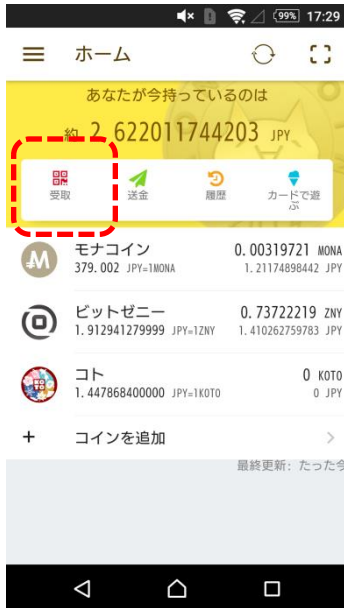 99% 17:29
ホーム
あなたが今持っているのは
約 2.622011744203 JPY
受取 送金 履歴 カードで遊ぶ
モナコイン 0.00319721 MONA
379.002 JPY=1MONA 1.21174898442 JPY
ビットゼニー 0.73722219 ZNY
1.912941279999 JPY=1ZNY 1.410262759783 JPY
コト 0 KOTO
1.447868400000 JPY=1KOTO 0 JPY
+ コインを追加 >
最終更新: たった今